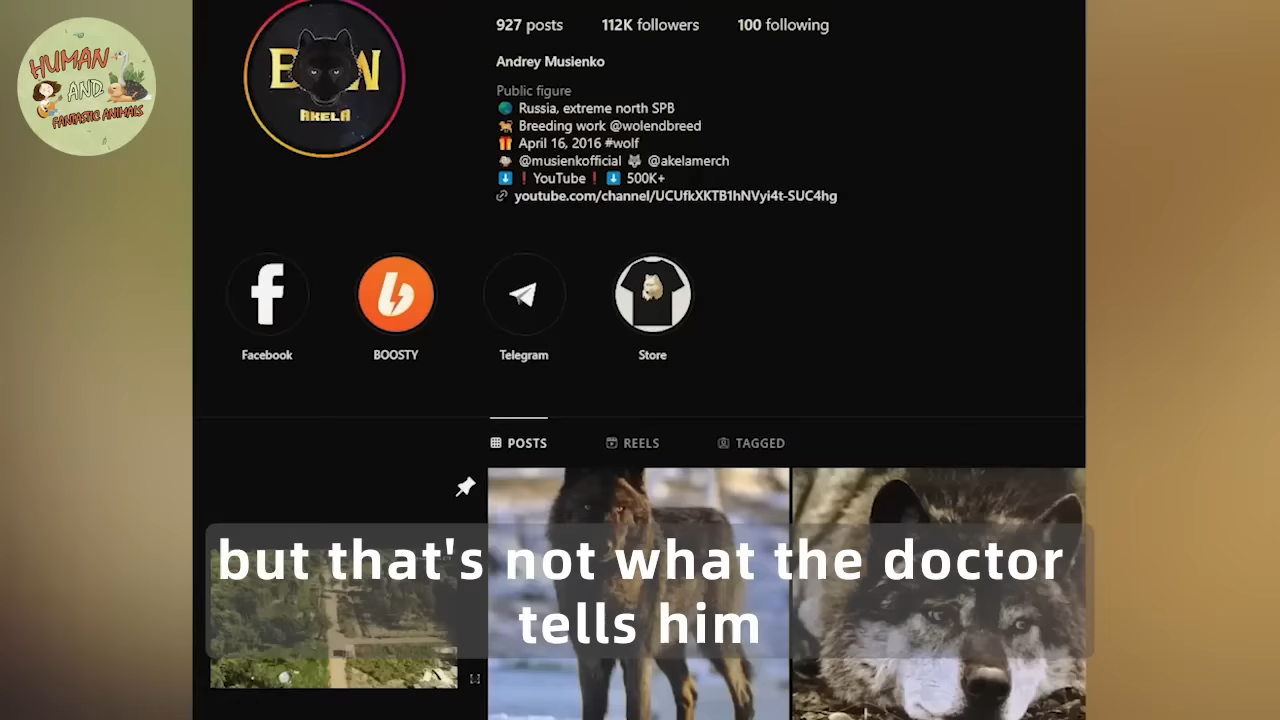 HUMAN
AND
FANTASTIC ANIMALS
927 posts 112K followers 100 following
B W
AKELA
Andrey Musienko
Public figure
Russia, extreme north SPB
Breeding work @wolendbreed
April 16, 2016 #wolf
@musienkofficial @akelamerch
YouTube 500K+
youtube.com/channel/UCUfkXKTB1hNVyi4t-SUC4hg
Facebook BOOSTY Telegram Store
POSTS REELS TAGGED
but that's not what the doctor
tells him